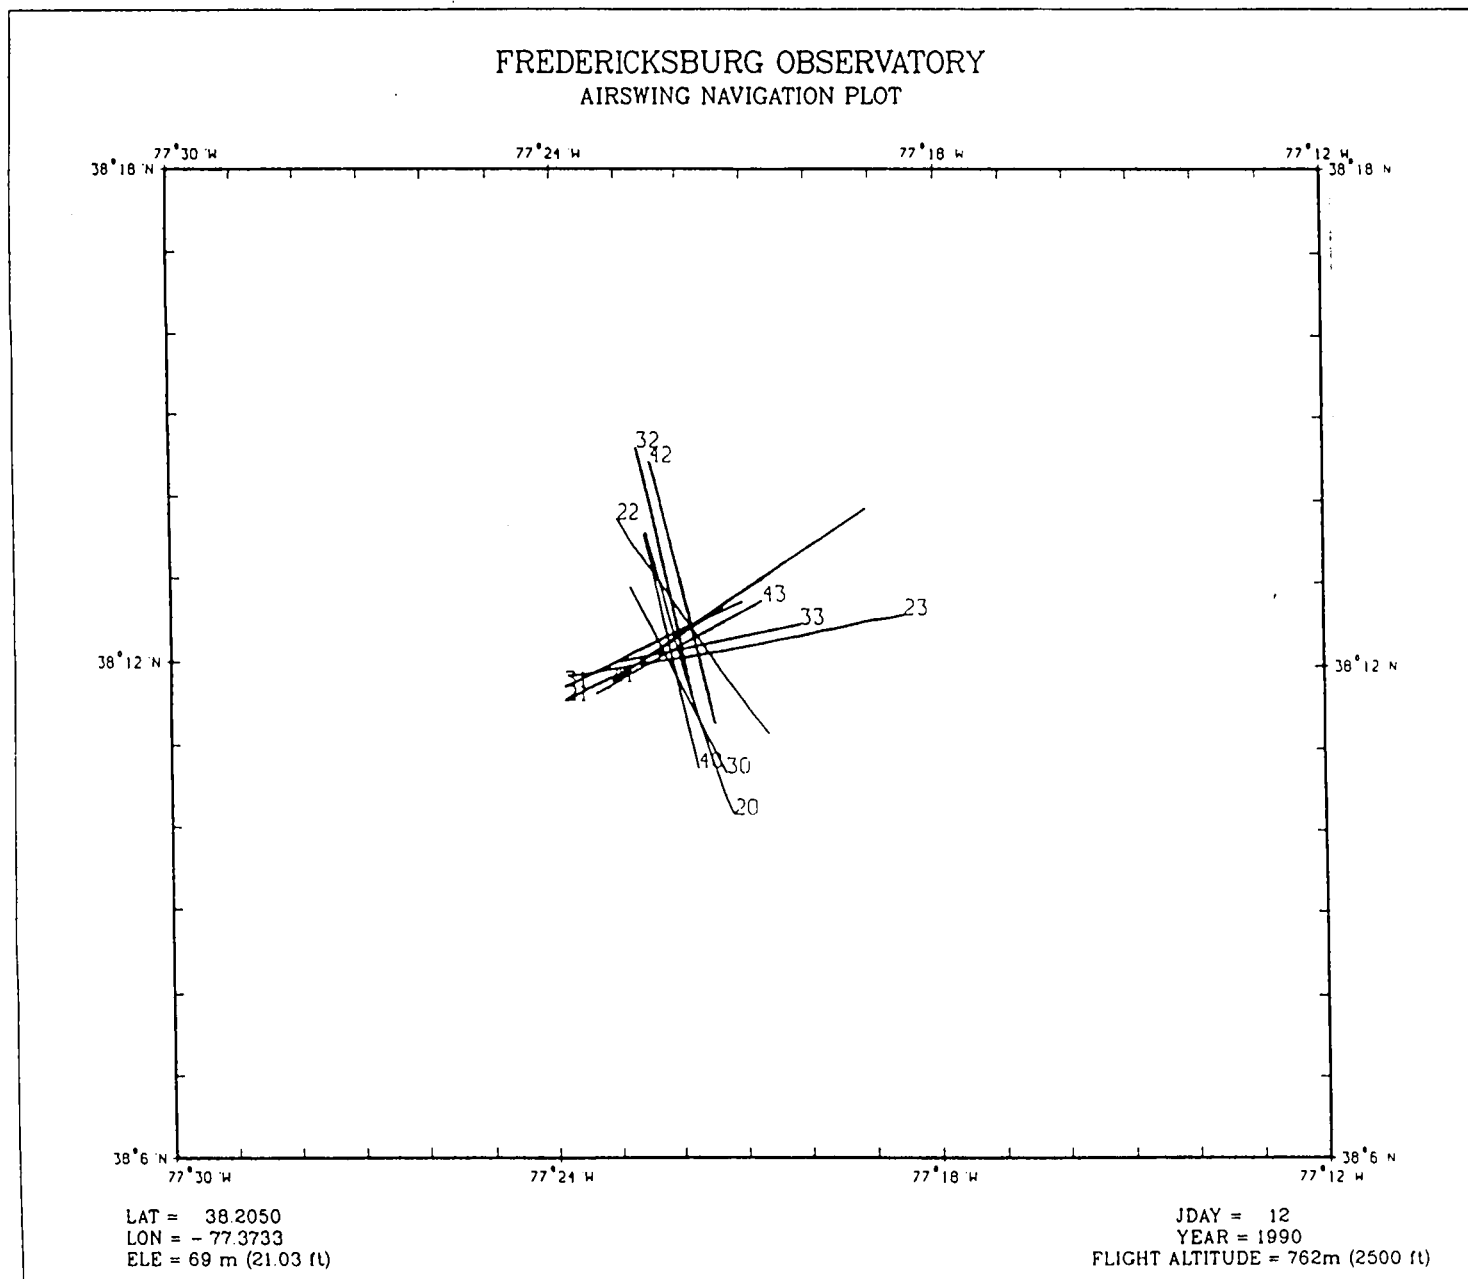 FREDERICKSBURG OBSERVATORY
AIRSWING NAVIGATION PLOT
77°30 W 77°24 W 77°18 W 77°12 W
38°18 N 38°18 N
32
42
22
43
23
33
38°12 N 38°12 N
21
40 30
20
38°6 N 38°6 N
77°30 W 77°24 W 77°18 W 77°12 W
LAT = 38.2050
LON = - 77.3733
ELE = 69 m (21.03 ft)
JDAY = 12
YEAR = 1990
FLIGHT ALTITUDE = 762m (2500 ft)